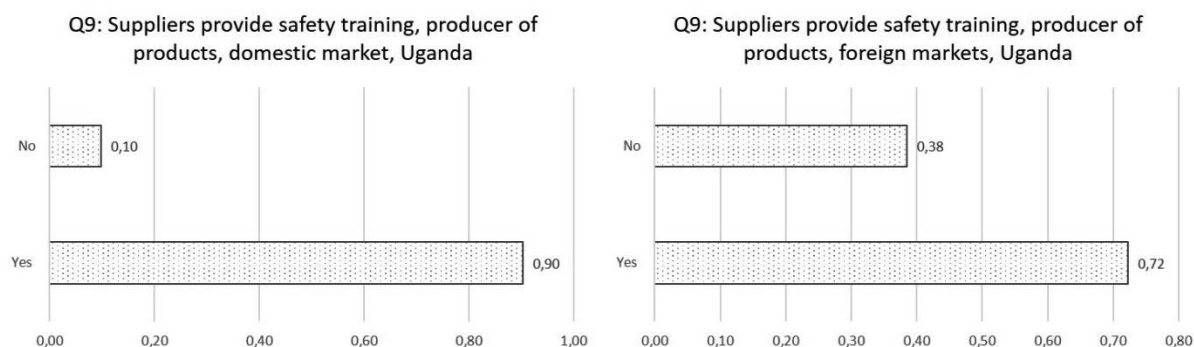 Q9: Suppliers provide safety training, producer of
products, domestic market, Uganda
No
0,10
Yes
0,90
0,00
0,20
0,40
0,60
0,80
1,00
Q9: Suppliers provide safety training, producer of
products, foreign markets, Uganda
No
0,38
Yes
0,72
0,00
0,10
0,20
0,30
0,40
0,50
0,60
0,70
0,80